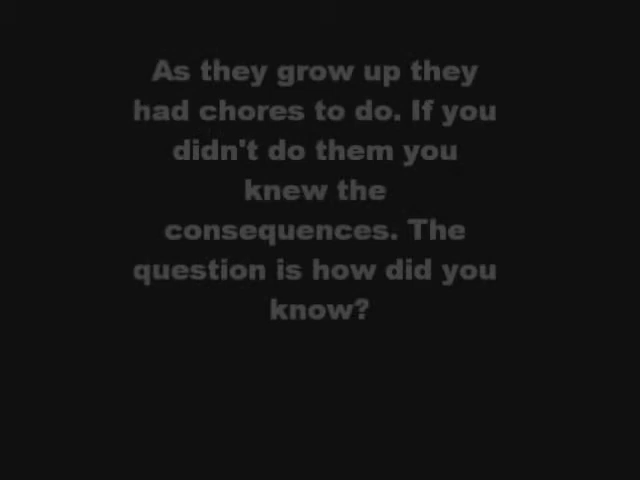 As they grow up they
had chores to do. If you
didn't do them you
knew the
consequences. The
question is how did you
know?